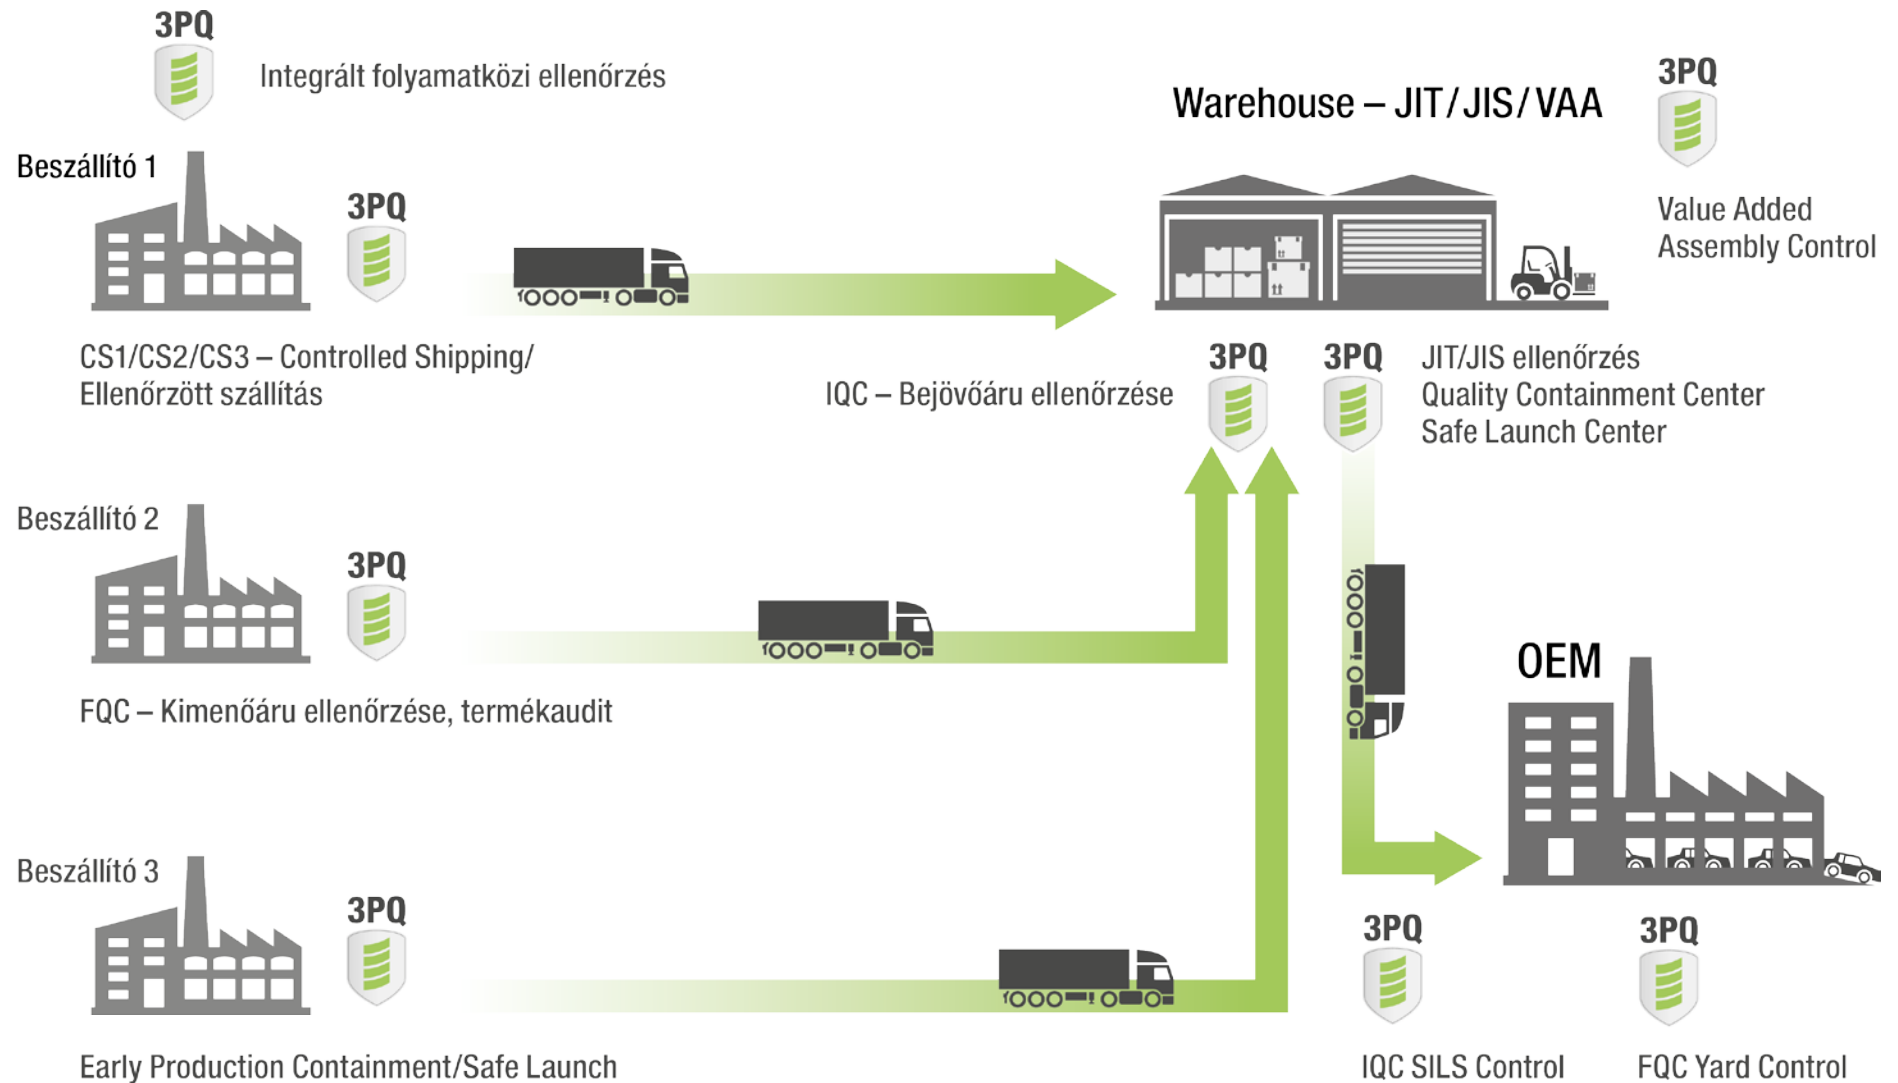 3PQ
Integrált folyamatközi ellenőrzés
Beszállító 1
3PQ
CS1/CS2/CS3 – Controlled Shipping/
Ellenőrzött szállítás
Warehouse – JIT/JIS/VAA
3PQ
Value Added
Assembly Control
3PQ
IQC – Bejövőáru ellenőrzése
3PQ
JIT/JIS ellenőrzés
Quality Containment Center
Safe Launch Center
Beszállító 2
3PQ
FQC – Kimenőáru ellenőrzése, termékaudit
OEM
Beszállító 3
3PQ
Early Production Containment/Safe Launch
3PQ
IQC SILS Control
3PQ
FQC Yard Control